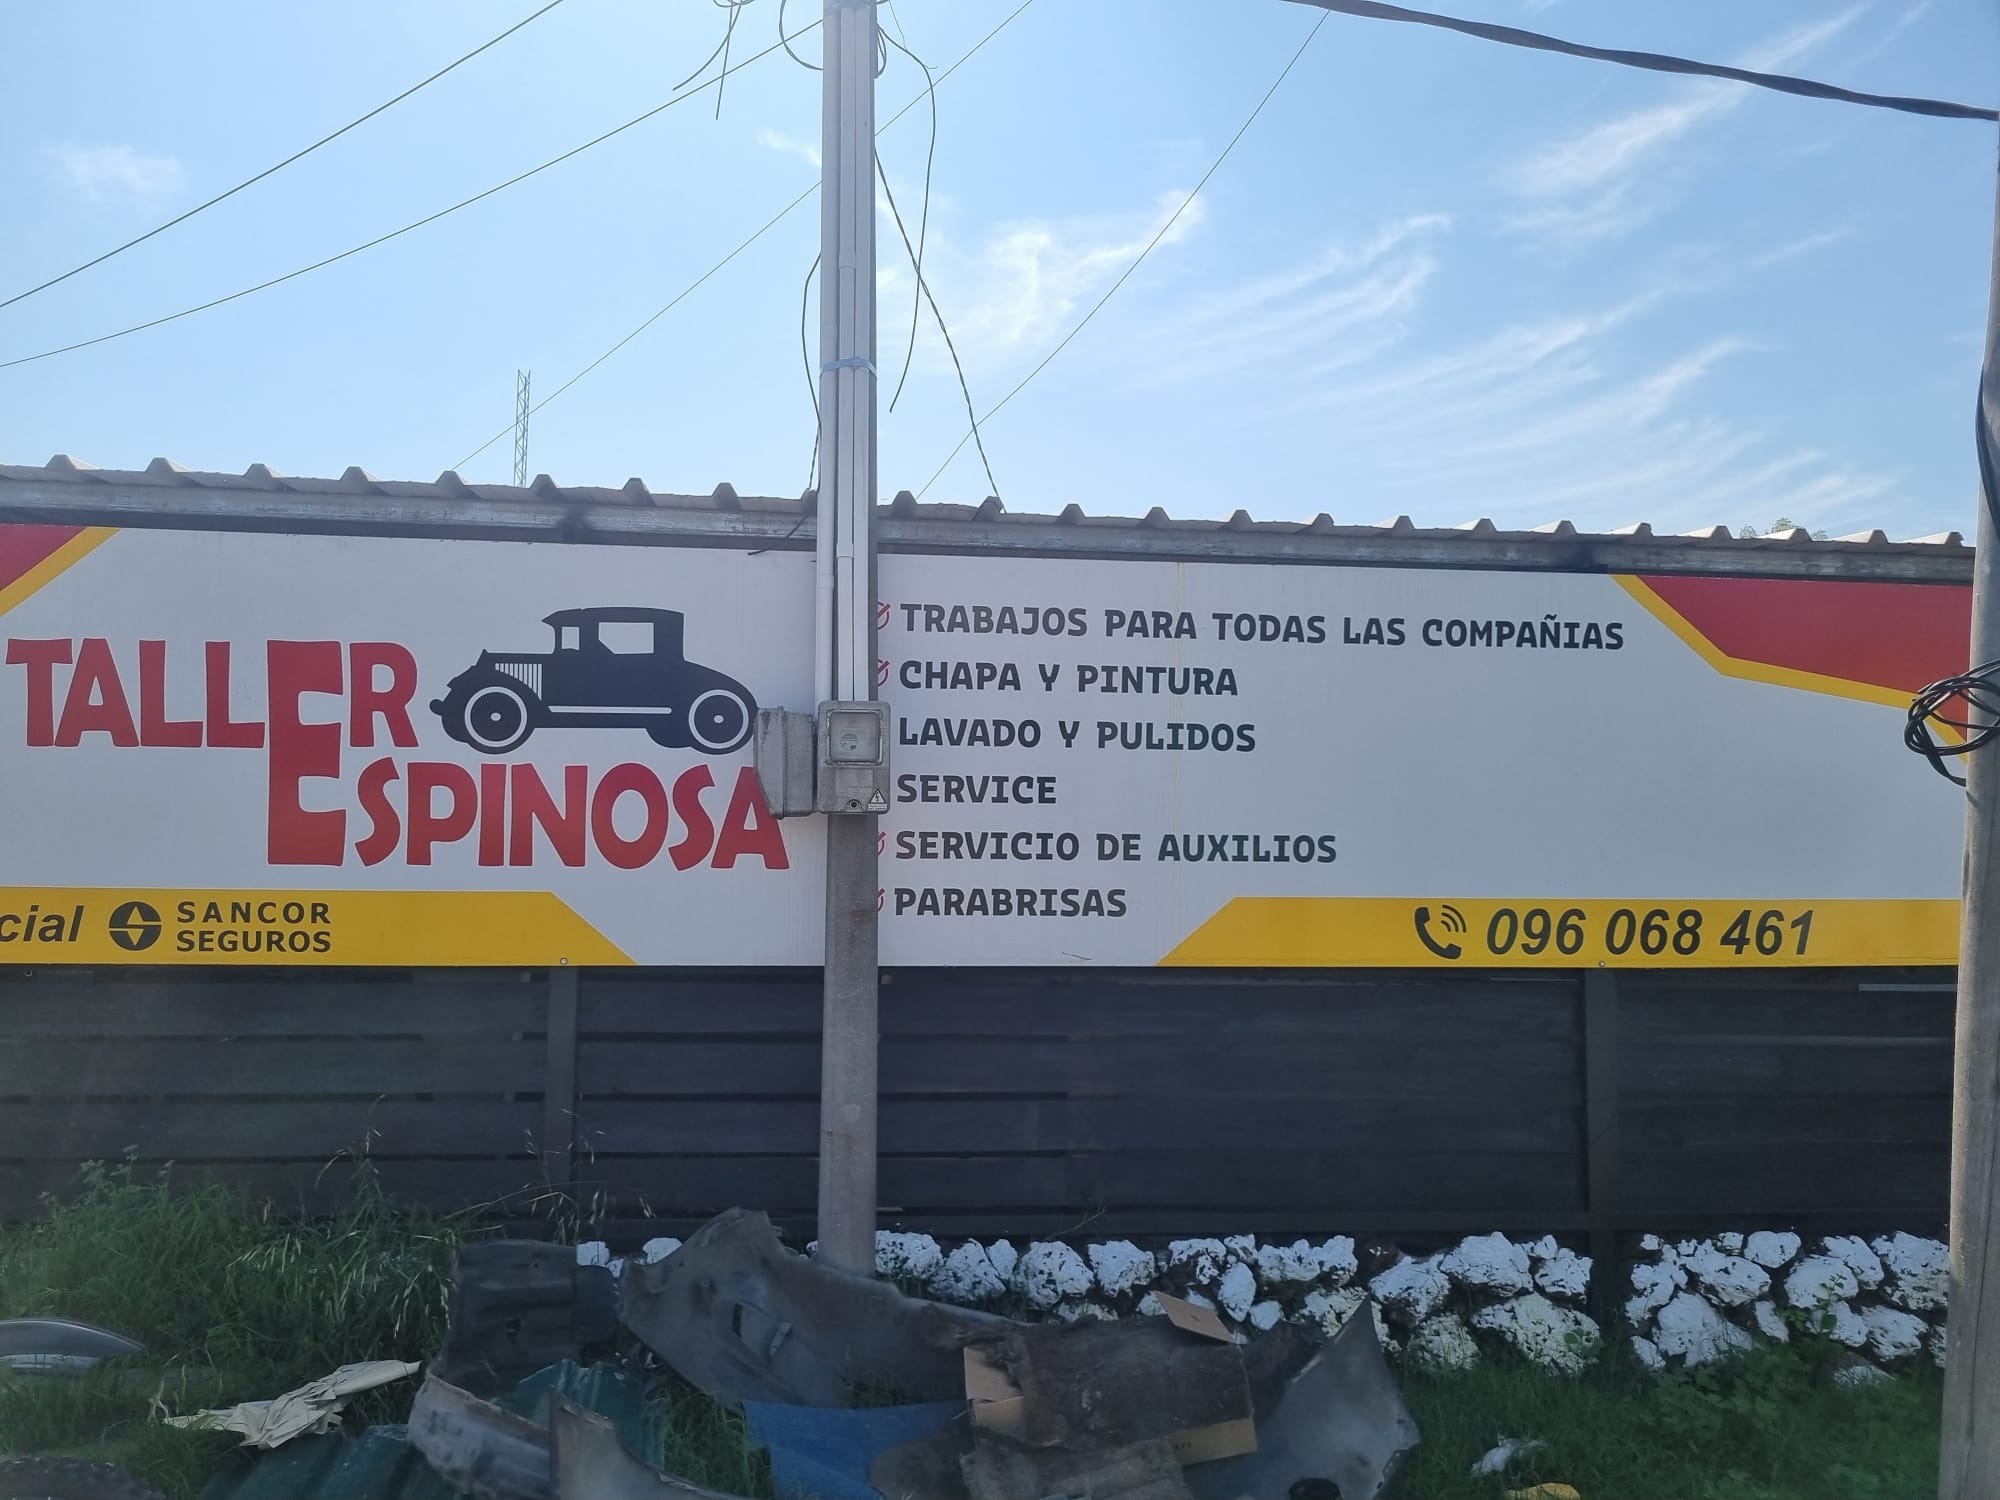 TALLER
ESPINOSA
cial
SANCOR
SEGUROS
TRABAJOS PARA TODAS LAS COMPAÑIAS
CHAPA Y PINTURA
LAVADO Y PULIDOS
SERVICE
SERVICIO DE AUXILIOS
PARABRISAS
096 068 461